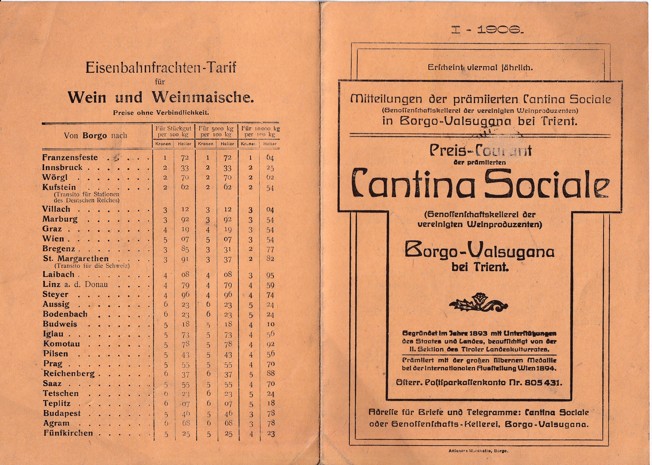 Eisenbahnfrachten-Tarif
für
Wein und Weinmaische.
Preise ohne Verbindlichkeit.
Von Borgo nach | Für Stückgut per 100 kg | Für 5000 kg per 100 kg | Für 10000 kg per 100 kg
Kronen Heller Kronen Heller Kronen Heller
Franzensfeste 1 72 1 72 1 64
Innsbruck 2 33 2 33 2 25
Wörgl 2 70 2 70 2 62
Kufstein 2 62 2 62 2 54
(Transito für Stationen
des Deutschen Reiches)
Villach 3 12 3 12 3 04
Marburg 3 92 3 92 3 54
Graz 4 19 4 19 3 54
Wien 5 07 5 07 3 54
Bregenz 3 85 3 31 2 77
St. Margarethen 3 91 3 37 2 82
(Transito für die Schweiz)
Laibach 4 08 4 08 3 95
Linz a. d. Donau 4 79 4 79 4 59
Steyer 4 96 4 96 4 74
Aussig 6 23 6 23 5 24
Bodenbach 6 23 6 23 5 24
Budweis 5 18 5 18 4 10
Iglau 5 73 5 73 4 56
Komotau 5 78 5 78 4 92
Pilsen 5 43 5 43 4 56
Prag 5 55 5 55 4 70
Reichenberg 6 37 6 37 5 88
Saaz 5 55 5 55 4 70
Tetschen 6 23 6 23 5 24
Teplitz 6 07 6 07 5 18
Budapest 5 46 5 46 3 78
Agram 6 08 6 08 3 78
Fünfkirchen 5 25 5 25 4 23
I - 1906.
Erscheint viermal jährlich.
Mitteilungen der prämiierten Cantina Sociale
(Genossenschaftskellerei der vereinigten Weinproduzenten)
in Borgo-Valsugana bei Trient.
Preis-Courant
der prämiierten
Cantina Sociale
(Genossenschaftskellerei der
vereinigten Weinproduzenten)
Borgo-Valsugana
bei Trient.
Gegründet im Jahre 1893 mit Unterstützungen
des Staates und Landes, beaufsichtigt von der
II. Sektion des Tiroler Landeskulturrates.
Prämiiert mit der großen silbernen Medaille
bei der Internationalen Ausstellung Wien 1894.
Österr. Postsparkassenkonto Nr. 805431.
Adresse für Briefe und Telegramme: Cantina Sociale
oder Genossenschafts-Kellerei, Borgo-Valsugana.
Borgo.